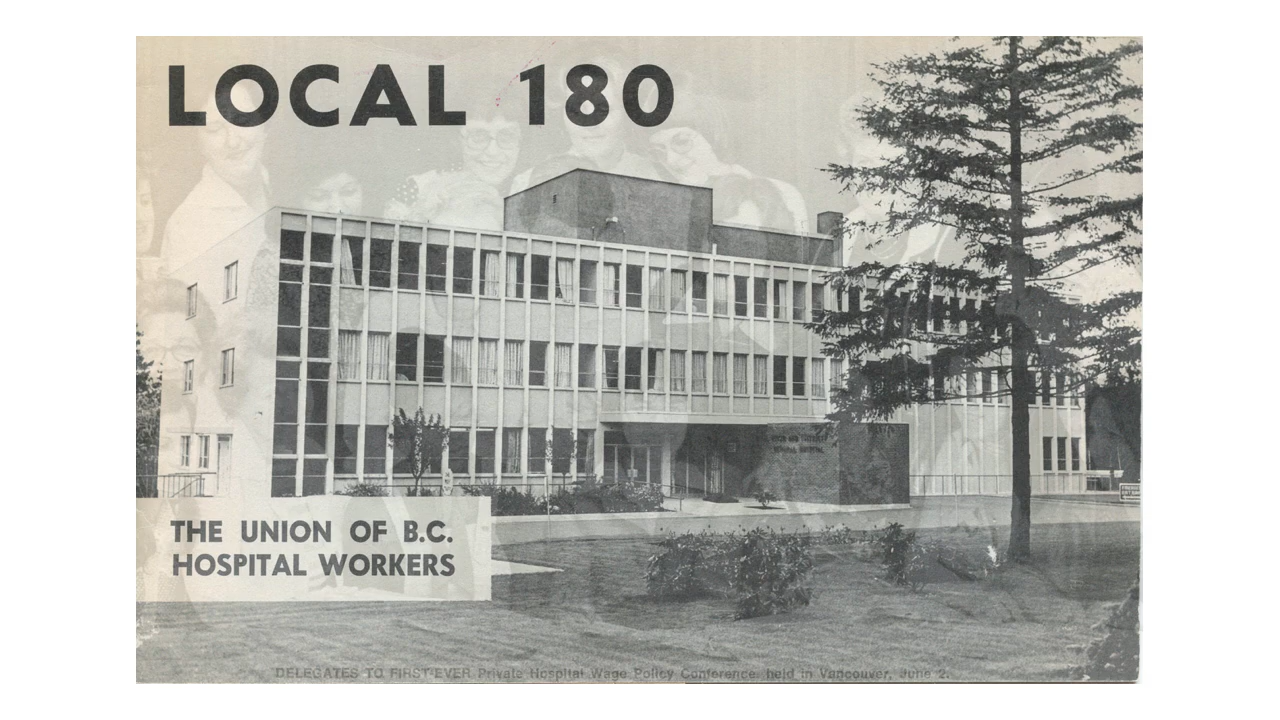 LOCAL 180
HOSPITAL
THE UNION OF B.C.
HOSPITAL WORKERS
DELEGATES TO FIRST-EVER Private Hospital Wage Policy Conference, held in Vancouver, June 2.